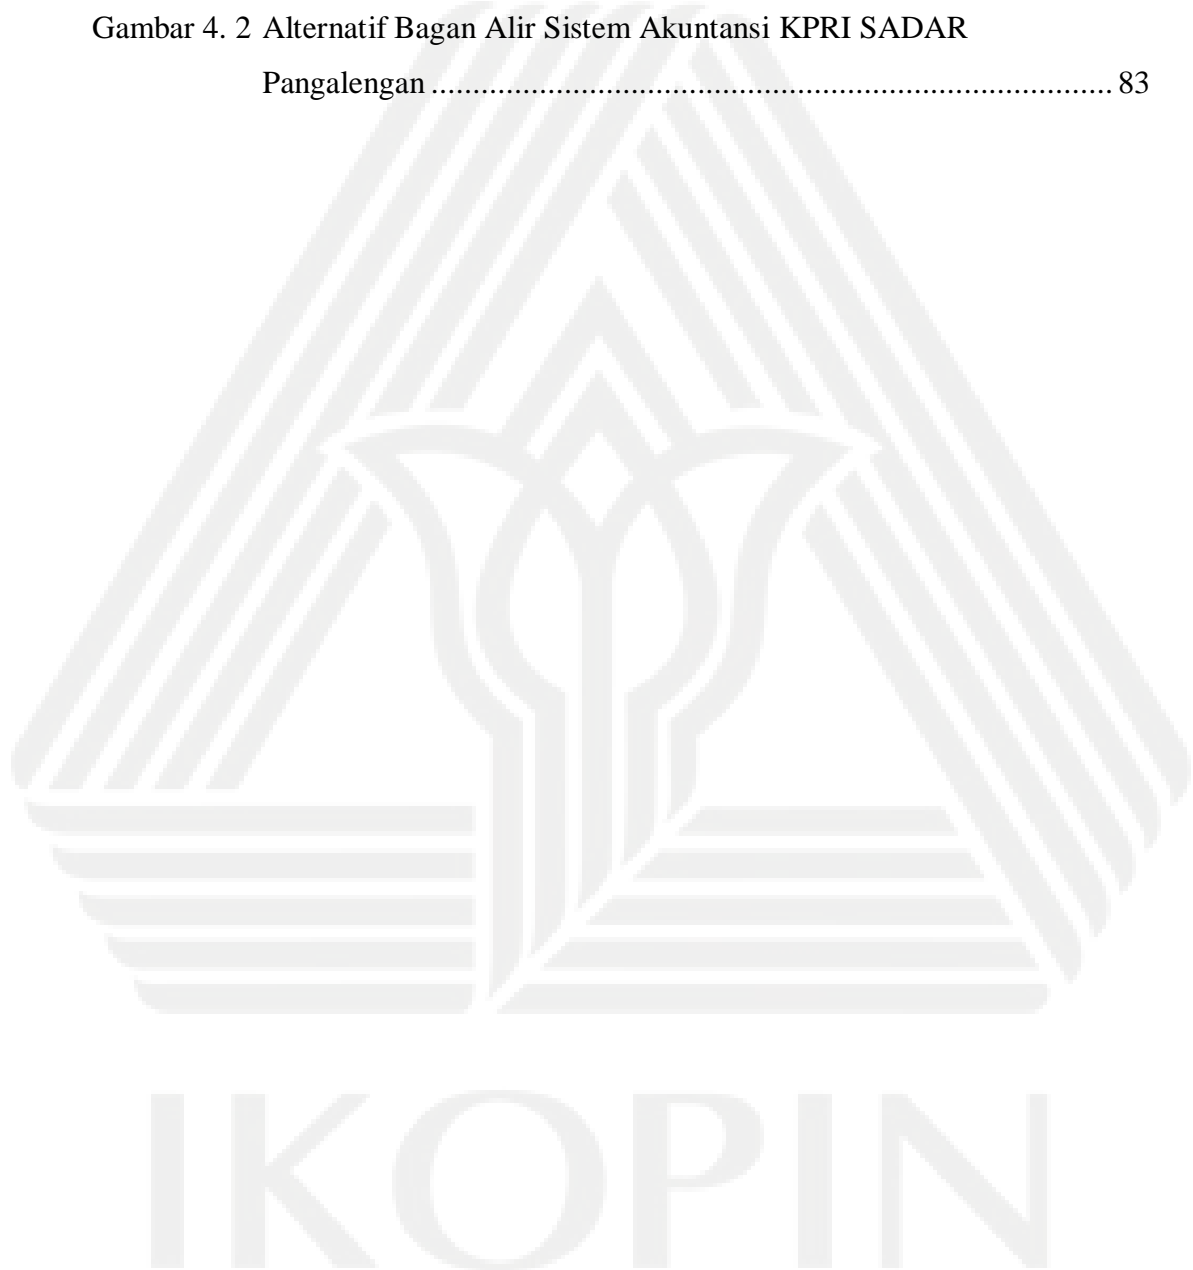 Gambar 4. 2 Alternatif Bagan Alir Sistem Akuntansi KPRI SADAR
Pangalengan .................................................................................... 83
IKOPIN